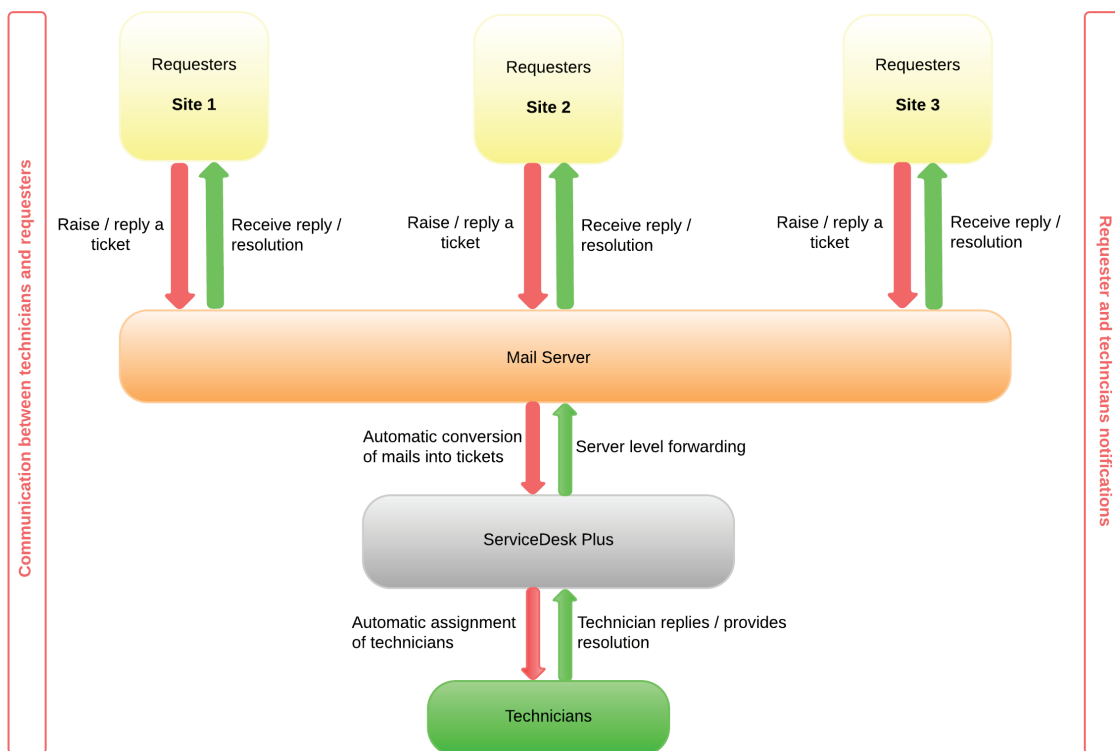 Communication between technicians and requesters
Requesters
Site 1
Requesters
Site 2
Requesters
Site 3
Raise / reply a
ticket
Receive reply /
resolution
Raise / reply a
ticket
Receive reply /
resolution
Raise / reply a
ticket
Receive reply /
resolution
Mail Server
Automatic conversion
of mails into tickets
Server level forwarding
ServiceDesk Plus
Automatic assignment
of technicians
Technician replies / provides
resolution
Technicians
Requester and techncians notifications